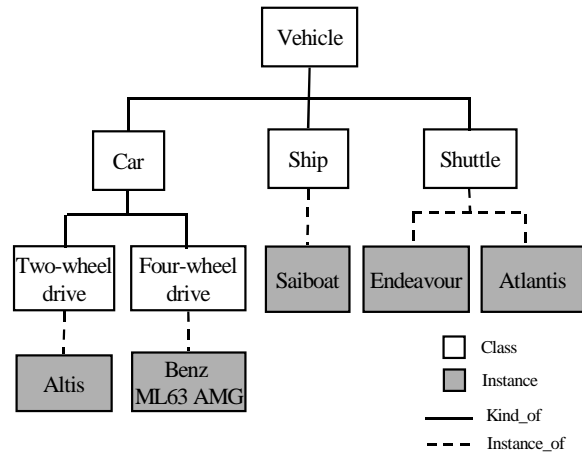 Vehicle
Car
Ship
Shuttle
Two-wheel
drive
Four-wheel
drive
Saiboat
Endeavour
Atlantis
Altis
Benz
ML63 AMG
Class
Instance
Kind_of
Instance_of